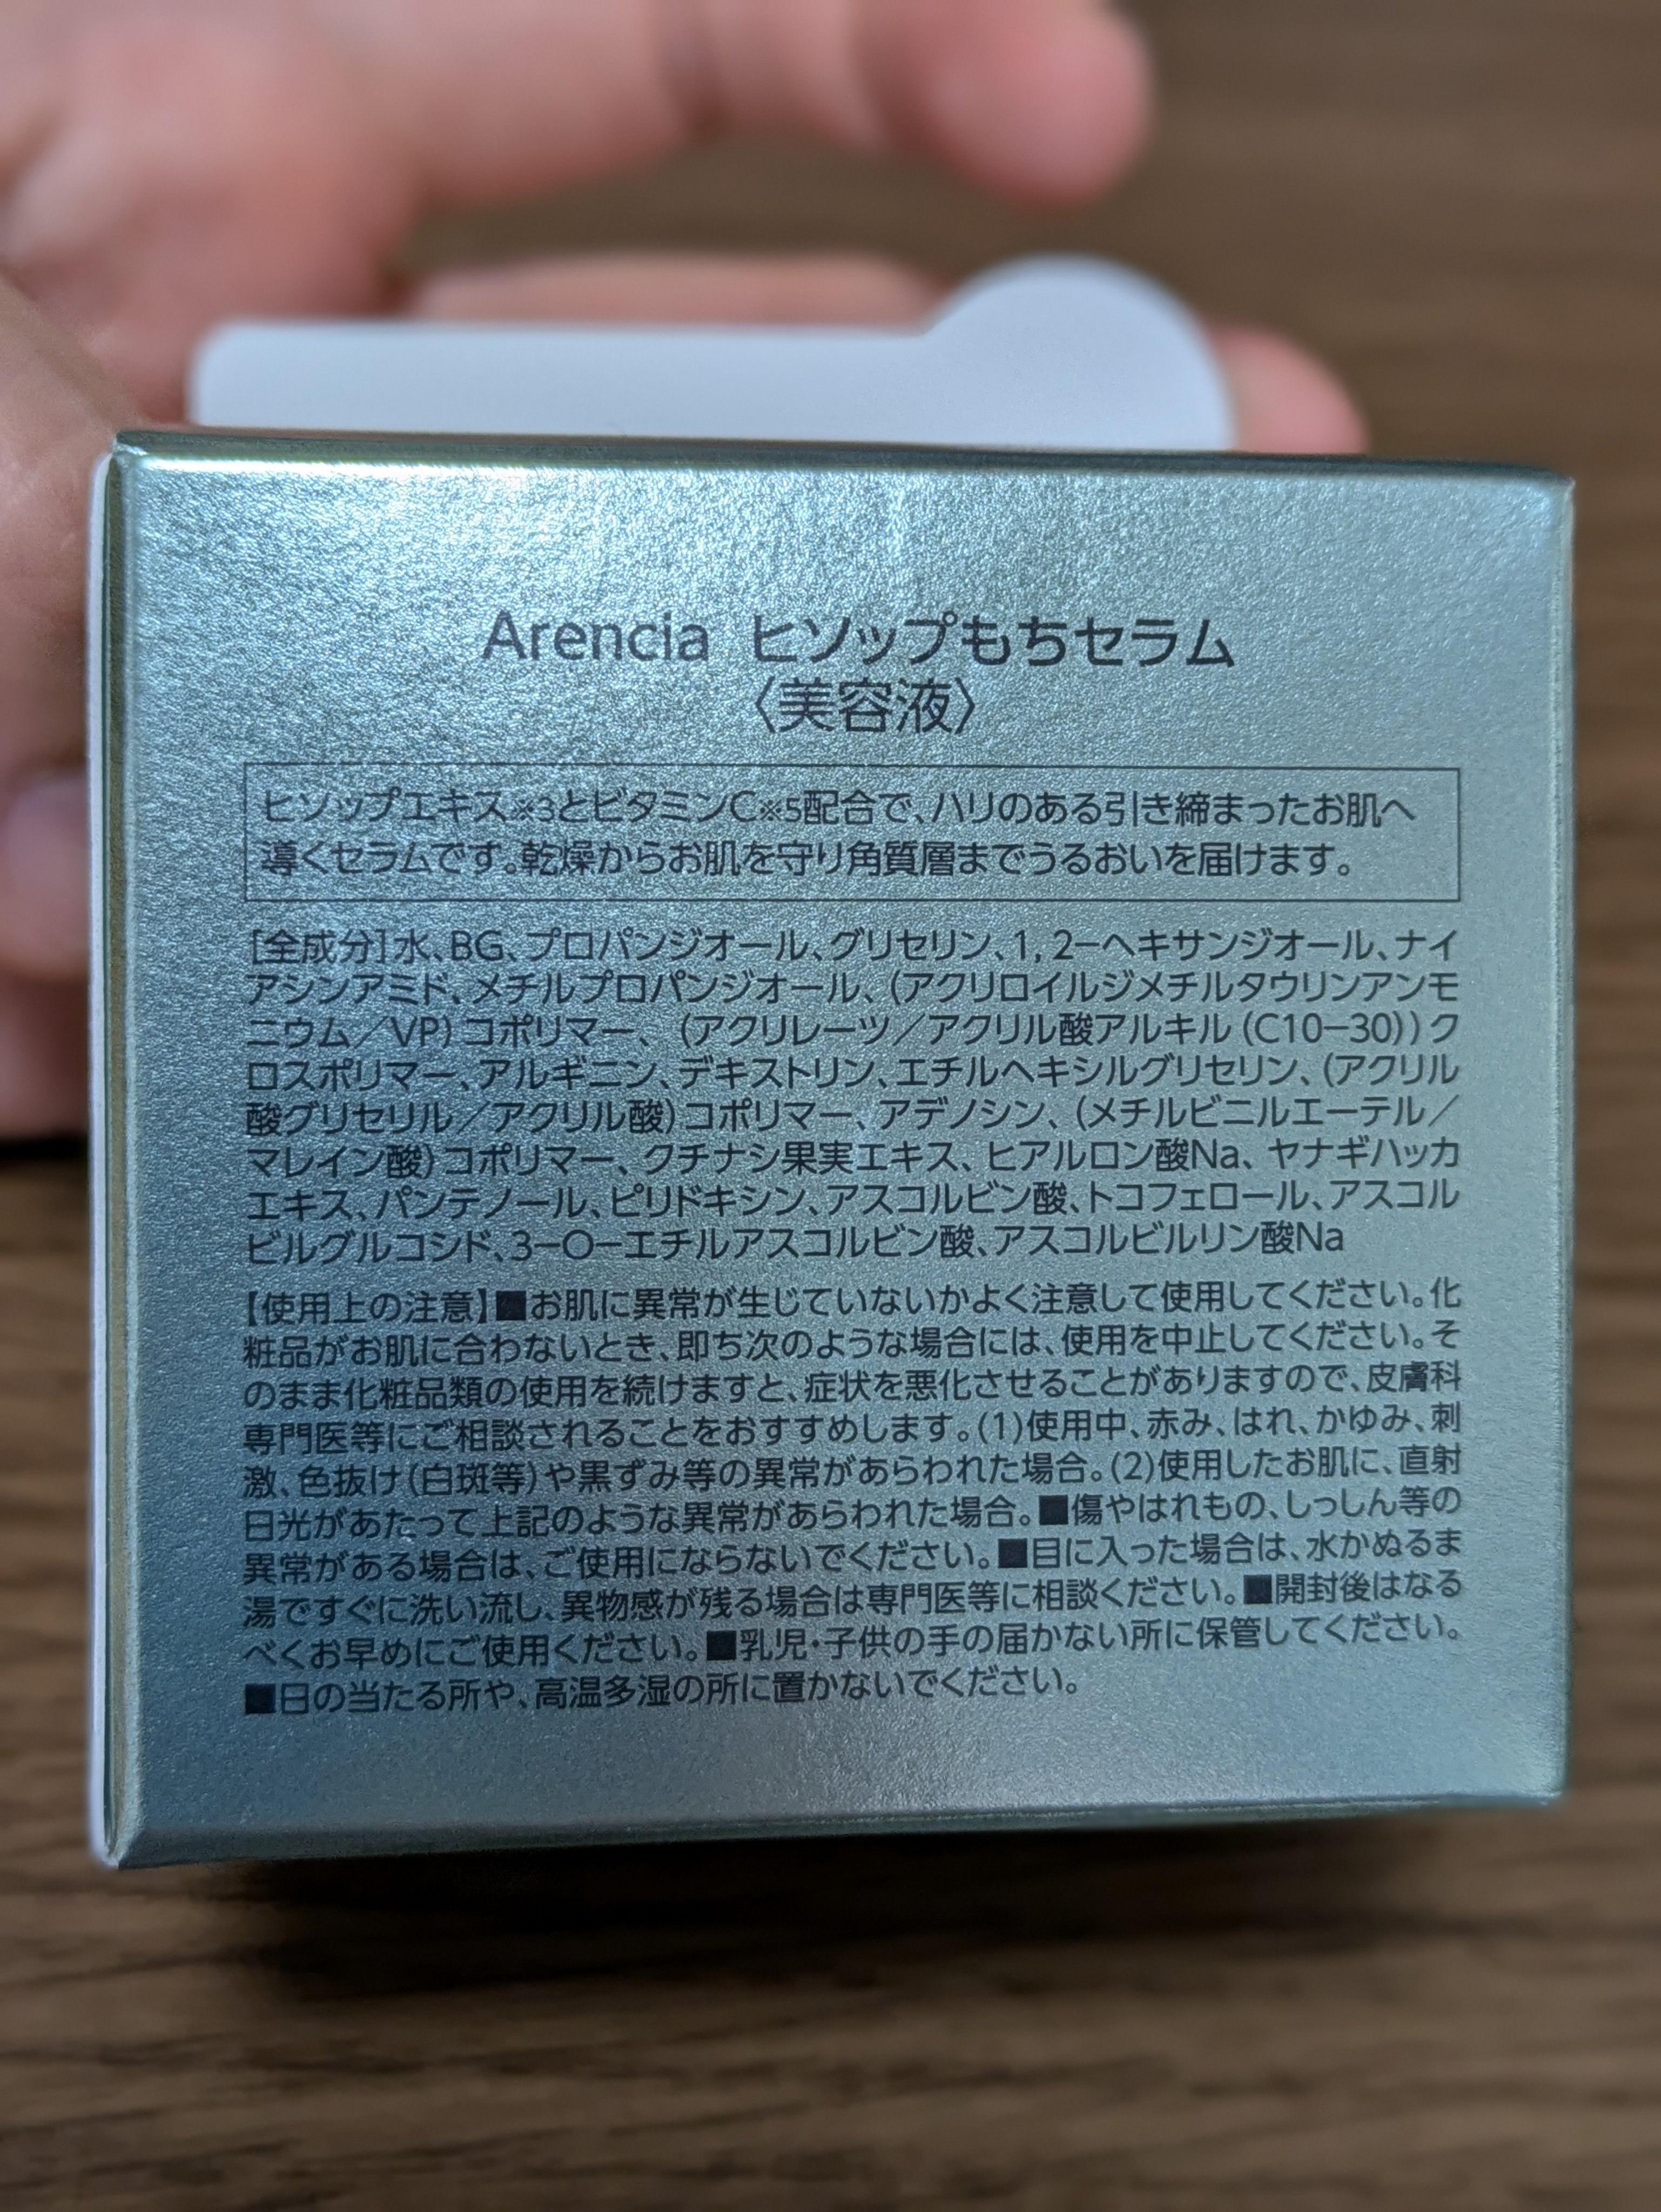 Arencia ヒソップもちセラム
〈美容液〉
ヒソップエキス※3とビタミンC※5配合で、ハリのある引き締まったお肌へ
導くセラムです。乾燥からお肌を守り角質層までうるおいを届けます。
[全成分]水、BG、プロパンジオール、グリセリン、1,2-ヘキサンジオール、ナイ
アシンアミド、メチルプロパンジオール、(アクリロイルジメチルタウリンアンモ
ニウム／VP)コポリマー、(アクリレーツ／アクリル酸アルキル(C10-30))ク
ロスポリマー、アルギニン、デキストリン、エチルヘキシルグリセリン、(アクリル
酸グリセリル／アクリル酸)コポリマー、アデノシン、(メチルビニルエーテル／
マレイン酸)コポリマー、クチナシ果実エキス、ヒアルロン酸Na、ヤナギハッカ
エキス、パンテノール、ピリドキシン、アスコルビン酸、トコフェロール、アスコル
ビルグルコシド、3-O-エチルアスコルビン酸、アスコルビルリン酸Na
【使用上の注意】■お肌に異常が生じていないかよく注意して使用してください。化
粧品がお肌に合わないとき、即ち次のような場合には、使用を中止してください。そ
のまま化粧品類の使用を続けますと、症状を悪化させることがありますので、皮膚科
専門医等にご相談されることをおすすめします。(1)使用中、赤み、はれ、かゆみ、刺
激、色抜け(白斑等)や黒ずみ等の異常があらわれた場合。(2)使用したお肌に、直射
日光があたって上記のような異常があらわれた場合。■傷やはれもの、しっしん等の
異常がある場合は、ご使用にならないでください。■目に入った場合は、水かぬるま
湯ですぐに洗い流し、異物感が残る場合は専門医等に相談ください。■開封後はなる
べくお早めにご使用ください。■乳児・子供の手の届かない所に保管してください。
■日の当たる所や、高温多湿の所に置かないでください。